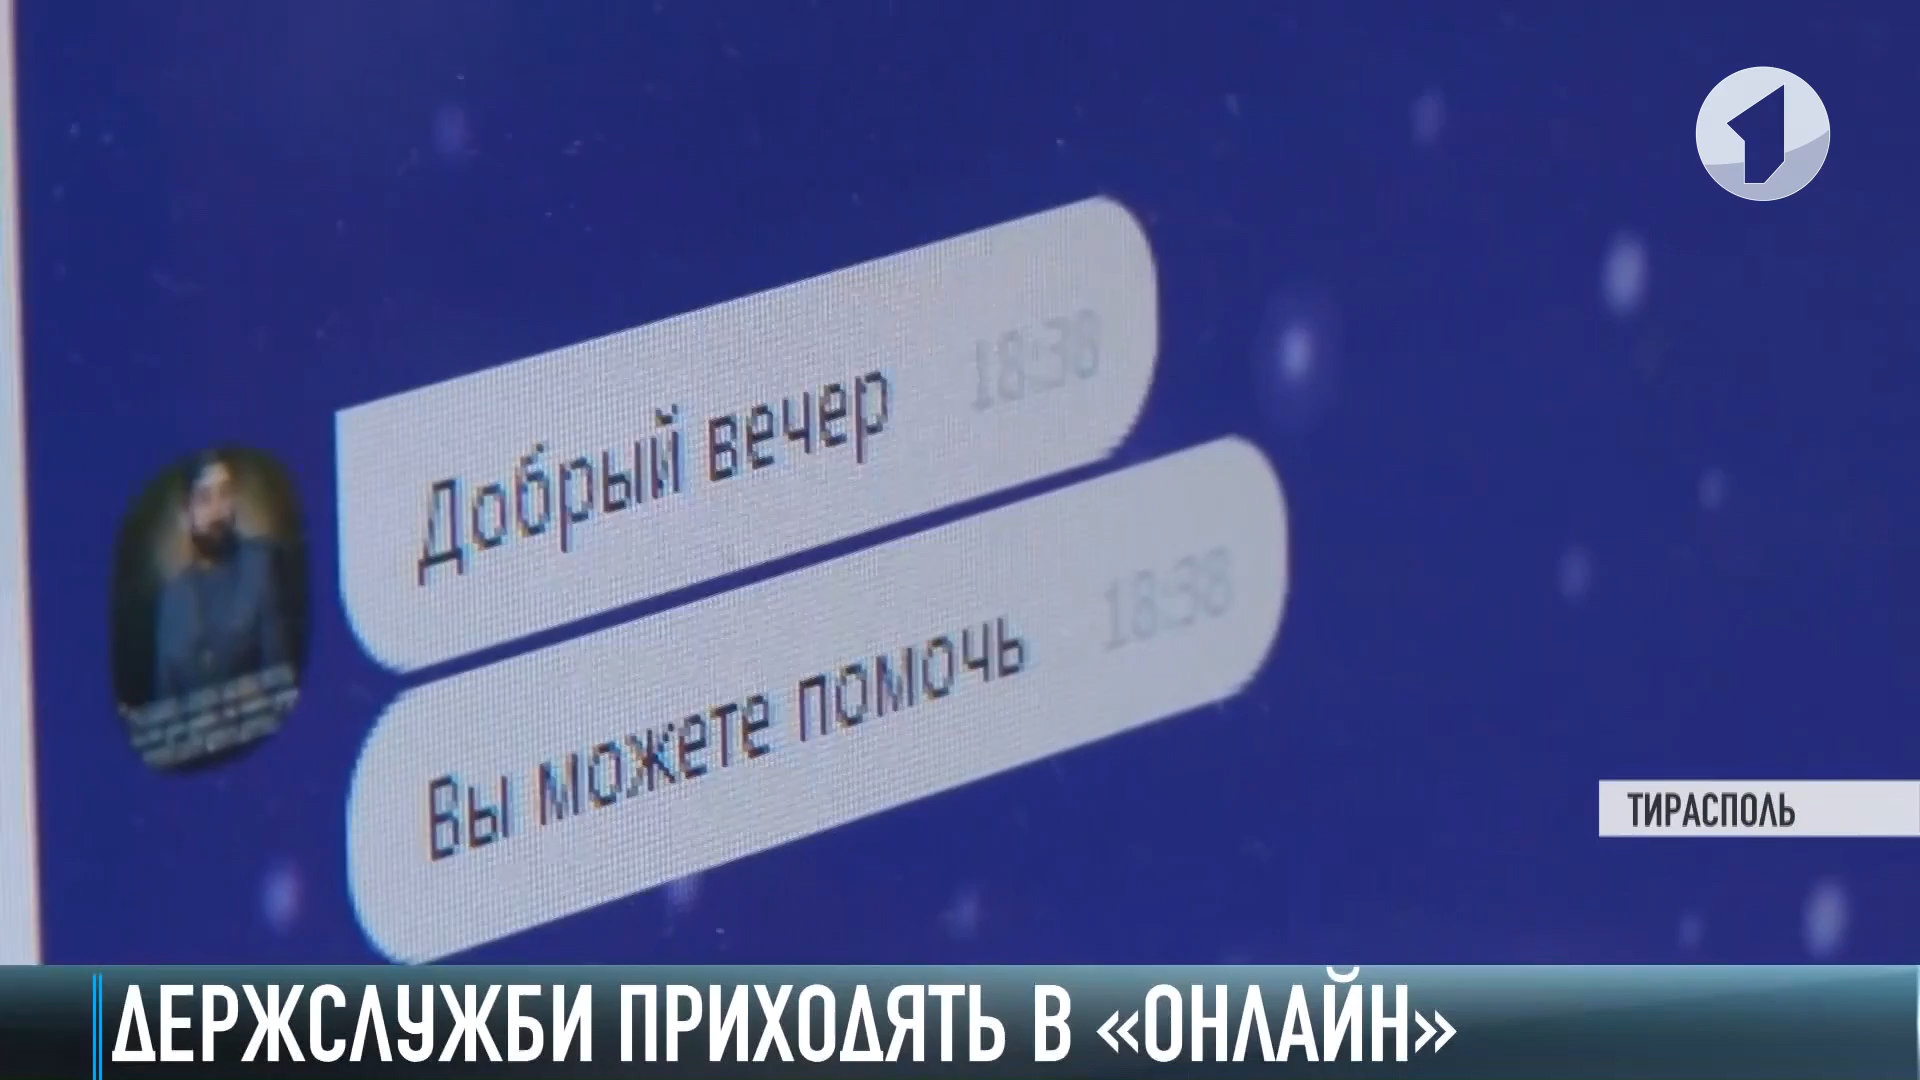 Добрый вечер 18:38
Вы можете помочь 18:38
ТИРАСПОЛЬ
ДЕРЖСЛУЖБИ ПРИХОДЯТЬ В «ОНЛАЙН»